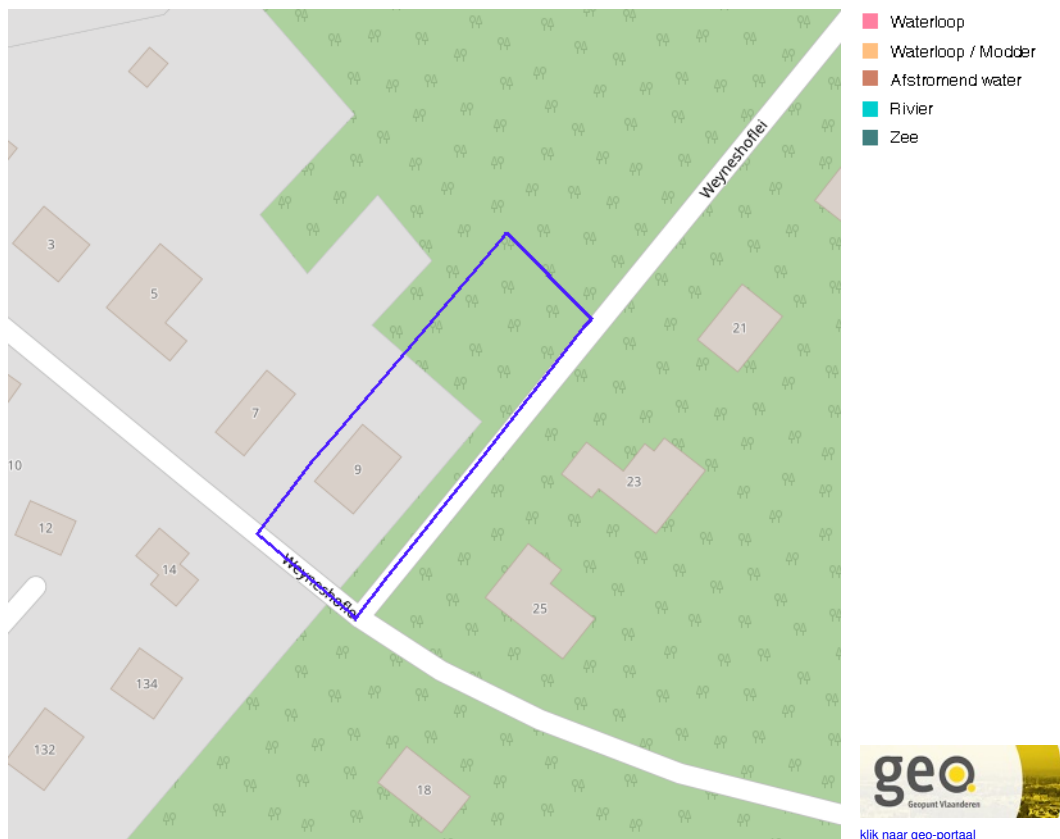 Waterloop
Waterloop / Modder
Afstromend water
Rivier
Zee
Weyneshoflei
3
5
21
7
9
10
23
12
14
Weyneshoflei
25
134
132
18
geo
Geopunt Vlaanderen
klik naar geo-portaal